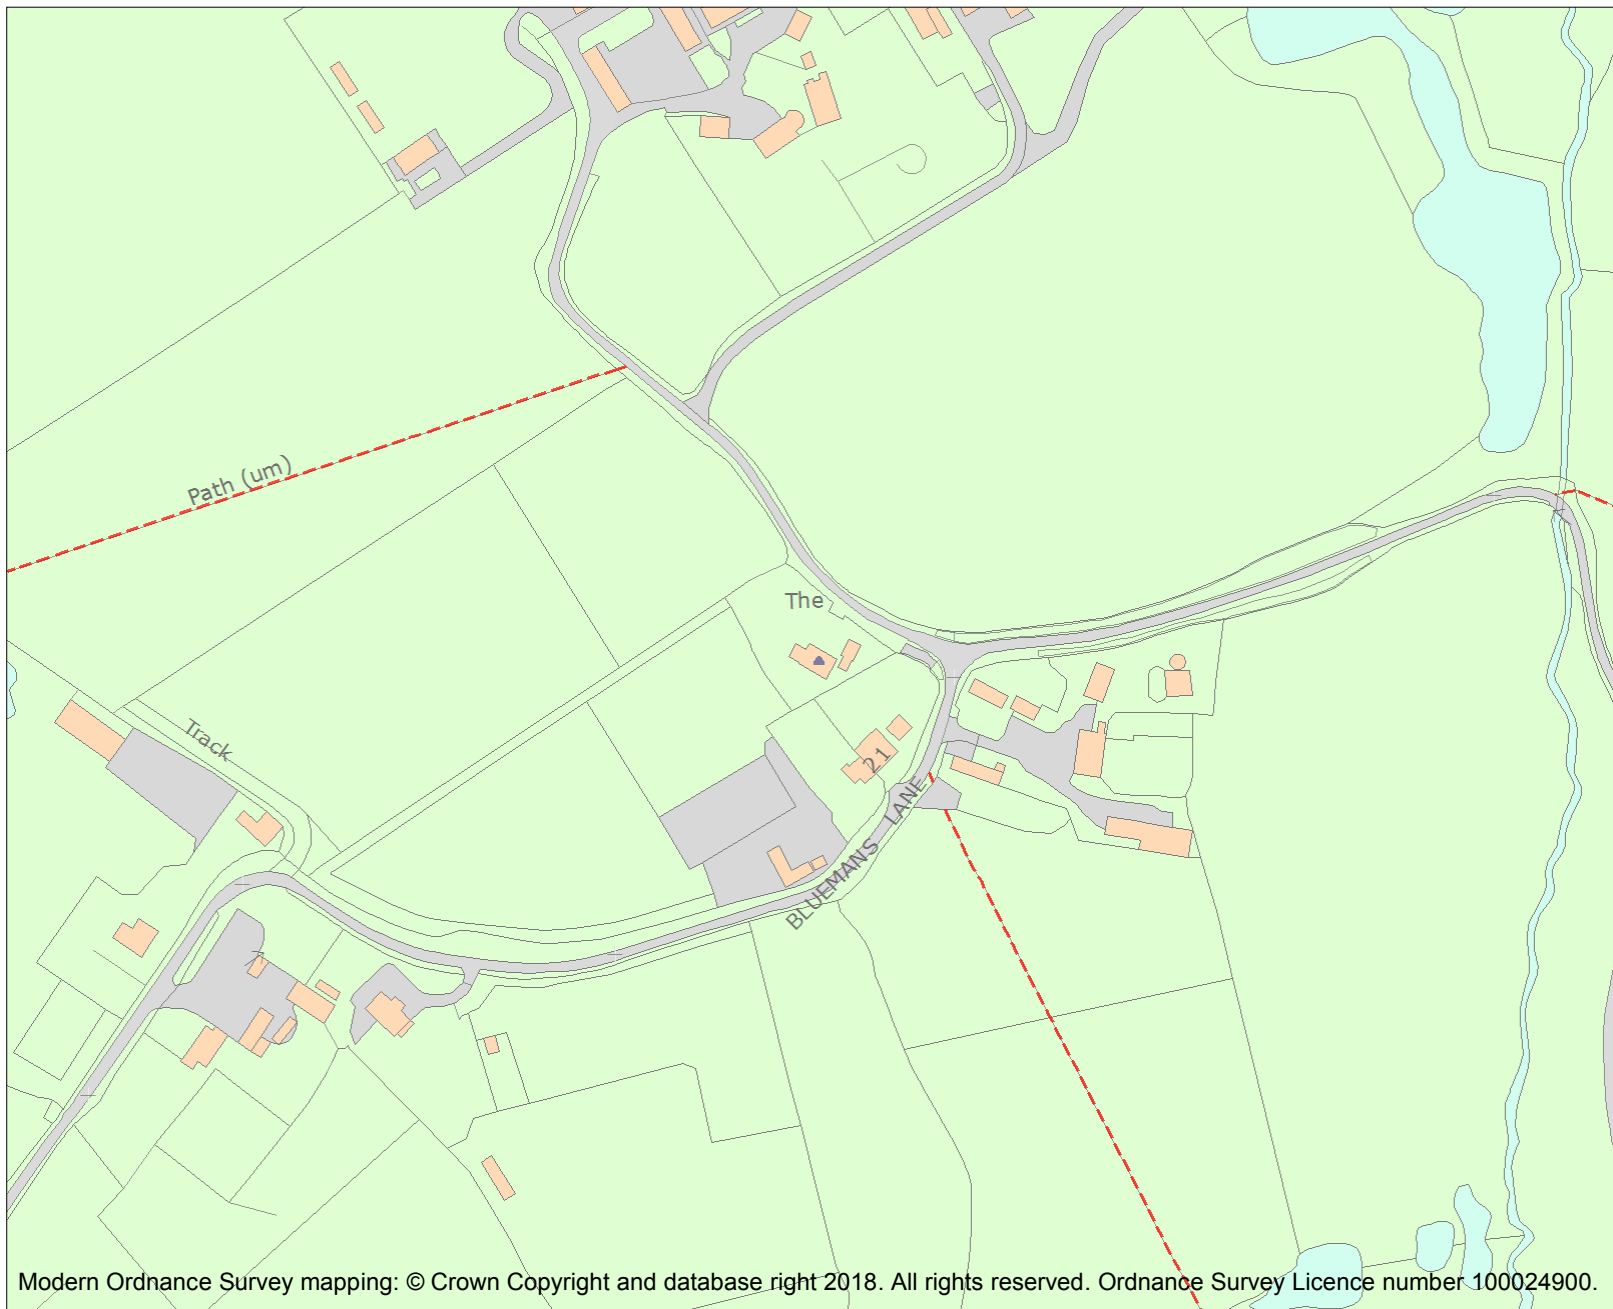 Path (um)
The
Track
21
BLUEMANS LANE
7
Modern Ordnance Survey mapping: © Crown Copyright and database right 2018. All rights reserved. Ordnance Survey Licence number 100024900.